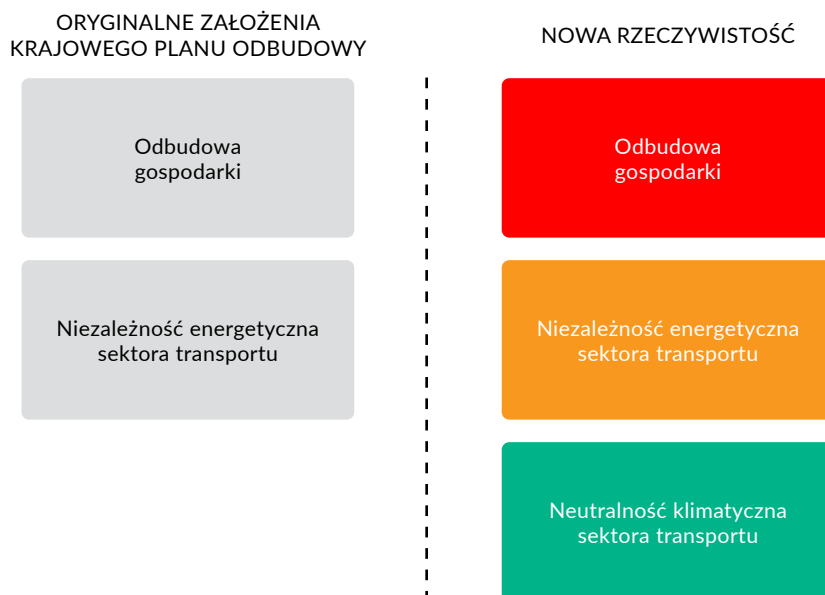 ORYGINALNE ZAŁOŻENIA
KRAJOWEGO PLANU ODBUDOWY
Odbudowa
gospodarki
Niezależność energetyczna
sektora transportu
NOWA RZECZYWISTOŚĆ
Odbudowa
gospodarki
Niezależność energetyczna
sektora transportu
Neutralność klimatyczna
sektora transportu